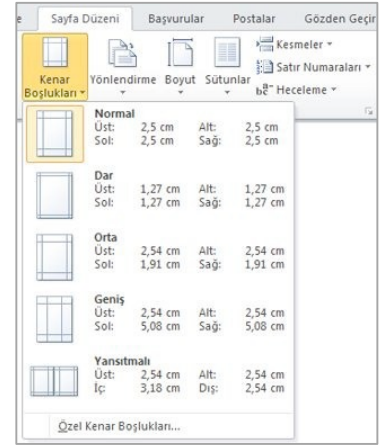 Sayfa Düzeni Başvurular Postalar Gözden Geçir
Kenar Boşlukları
Yönlendirme Boyut Sütunlar
Kesmeler
Satır Numaraları
Heceleme
Normal
Üst: 2,5 cm Alt: 2,5 cm
Sol: 2,5 cm Sağ: 2,5 cm
Dar
Üst: 1,27 cm Alt: 1,27 cm
Sol: 1,27 cm Sağ: 1,27 cm
Orta
Üst: 2,54 cm Alt: 2,54 cm
Sol: 1,91 cm Sağ: 1,91 cm
Geniş
Üst: 2,54 cm Alt: 2,54 cm
Sol: 5,08 cm Sağ: 5,08 cm
Yansıtmalı
Üst: 2,54 cm Alt: 2,54 cm
İç: 3,18 cm Dış: 2,54 cm
Özel Kenar Boşlukları...